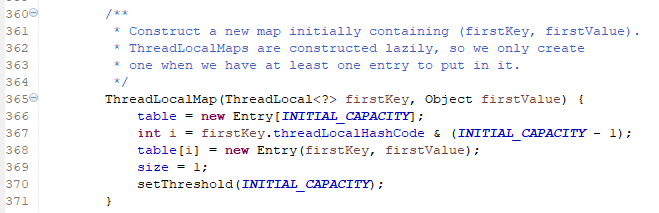 360 /**
361 * Construct a new map initially containing (firstKey, firstValue).
362 * ThreadLocalMaps are constructed lazily, so we only create
363 * one when we have at least one entry to put in it.
364 */
365 ThreadLocalMap(ThreadLocal<?> firstKey, Object firstValue) {
366 table = new Entry[INITIAL_CAPACITY];
367 int i = firstKey.threadLocalHashCode & (INITIAL_CAPACITY - 1);
368 table[i] = new Entry(firstKey, firstValue);
369 size = 1;
370 setThreshold(INITIAL_CAPACITY);
371 }